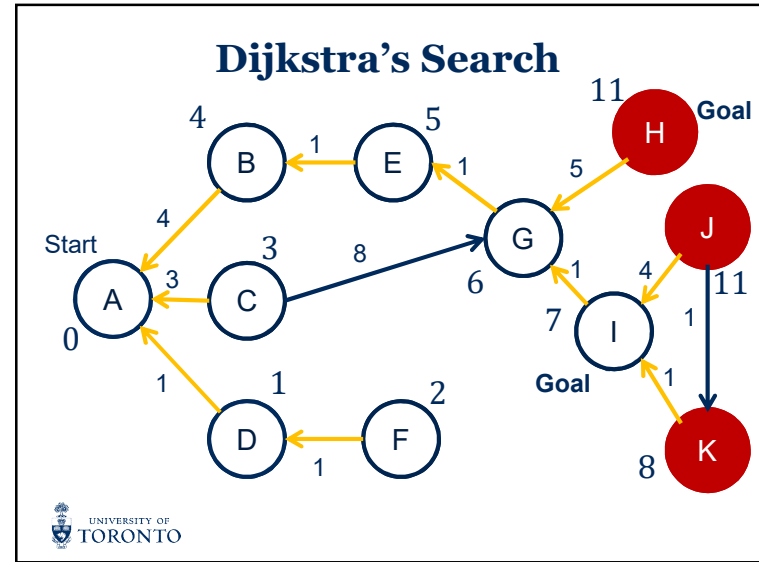 Dijkstra's Search
4
B
1
5
E
1
11
H
Goal
5
4
Start
3
8
G
J
A
3
C
6
1
4
11
0
7
I
1
1
1
2
Goal
1
D
1
F
8
K
UNIVERSITY OF
TORONTO